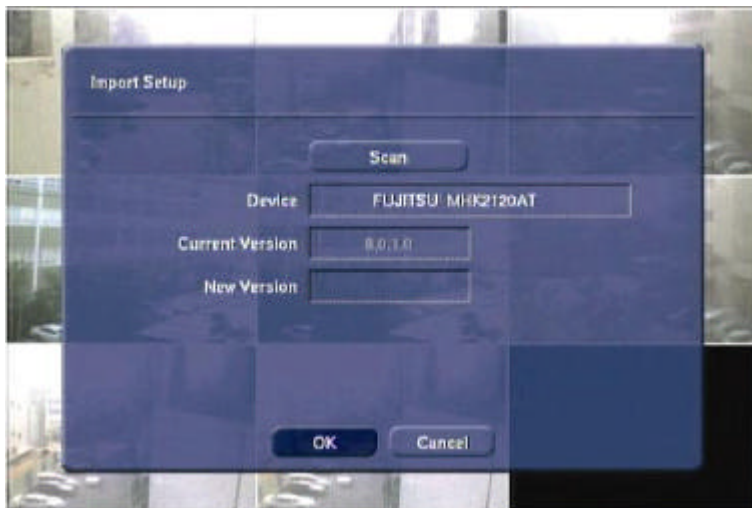 Import Setup
Scan
Device FUJITSU MHK2120AT
Current Version 8.0.1.0
New Version
OK Cancel